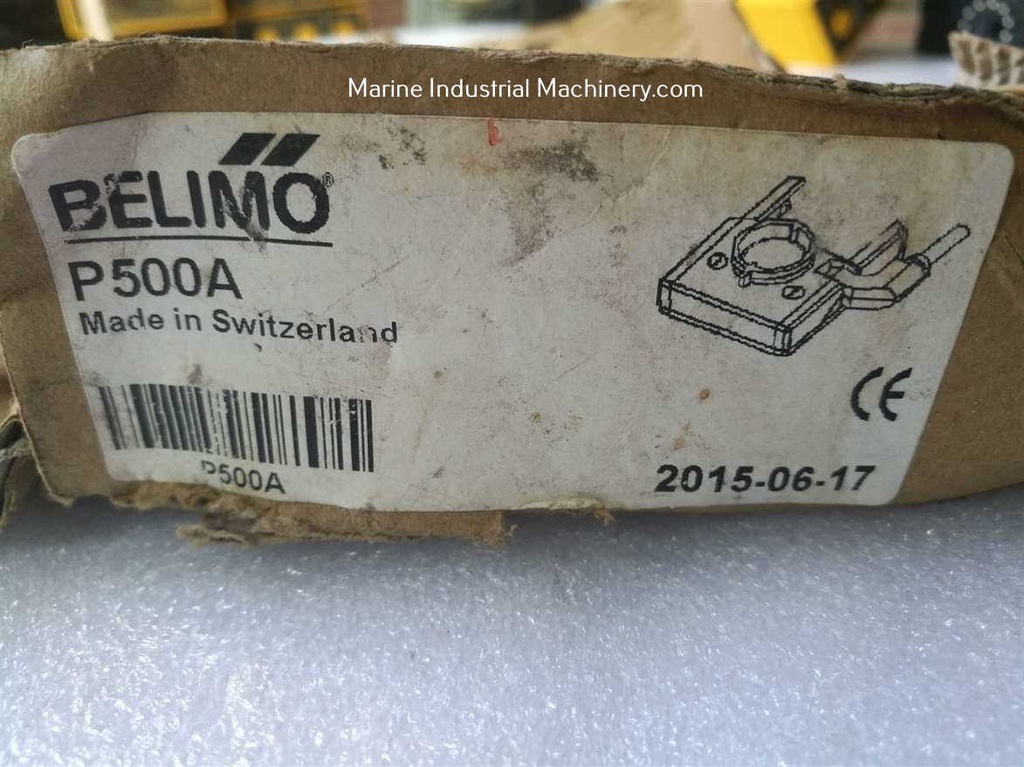 Marine Industrial Machinery.com
BELIMO®
P500A
Made in Switzerland
P500A
CE
2015-06-17